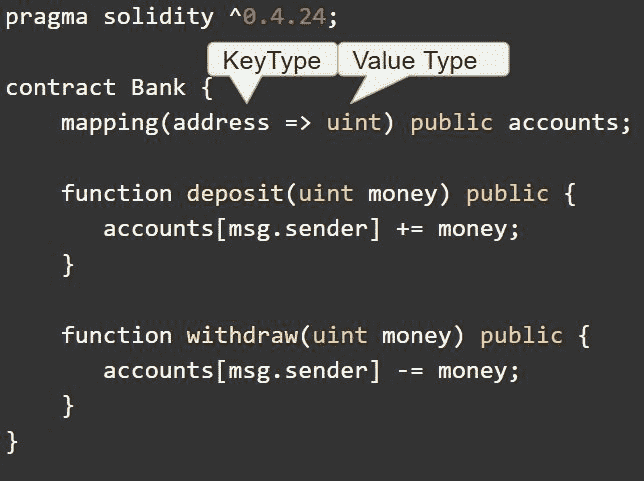 pragma solidity ^0.4.24;
KeyType Value Type
contract Bank {
    mapping(address => uint) public accounts;
    function deposit(uint money) public {
        accounts[msg.sender] += money;
    }
    function withdraw(uint money) public {
        accounts[msg.sender] -= money;
    }
}